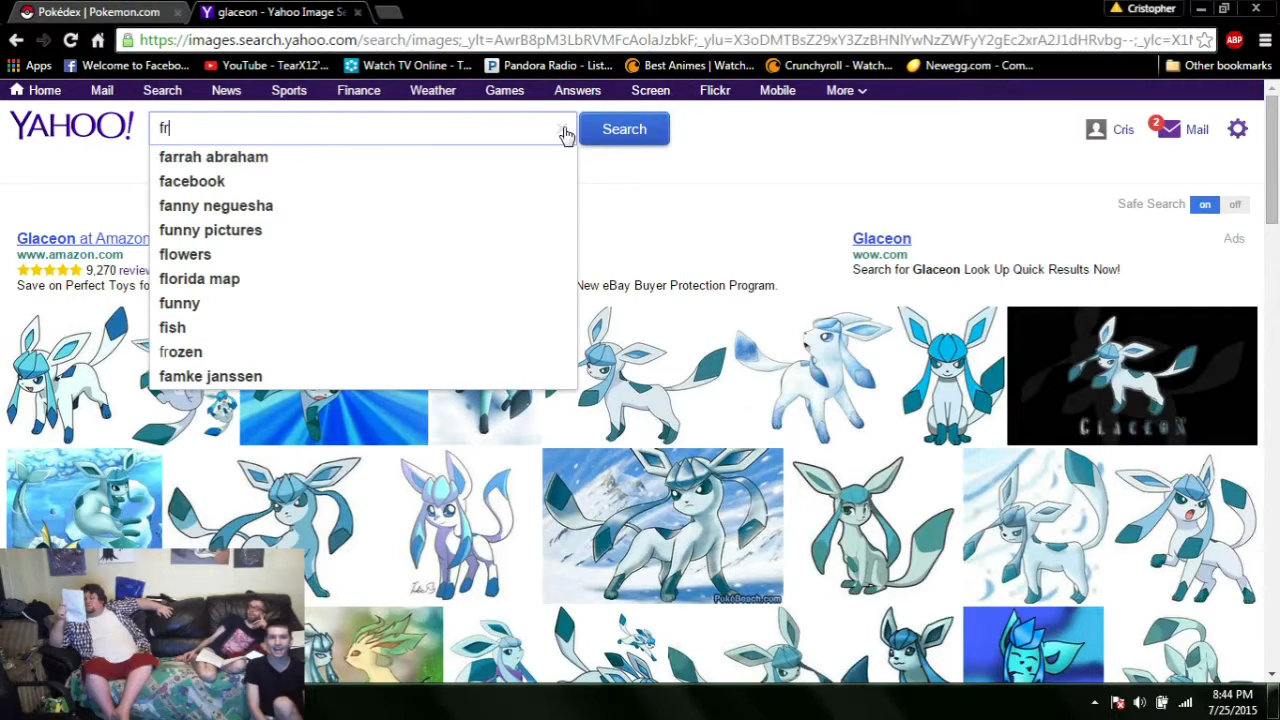 Pokédex | Pokemon.com
glaceon - Yahoo Image Se
Cristopher
https://images.search.yahoo.com/search/images;_ylt=AwrB8pM3LbRVMFcAolaJzbkF;_ylu=X3oDMTBsZ29xY3ZzBHNlYwNzZWFyY2gEc2xrA2J1dHRvbg--;_ylc=X1M
ABP
Apps
Welcome to Facebo...
YouTube - TearX12'...
Watch TV Online - T...
Pandora Radio - List...
Best Animes | Watch...
Crunchyroll - Watch...
Newegg.com - Com...
Other bookmarks
Home Mail Search News Sports Finance Weather Games Answers Screen Flickr Mobile More
YAHOO!
fr
Search
Cris
2
Mail
farrah abraham
facebook
fanny neguesha
funny pictures
flowers
florida map
funny
fish
frozen
famke janssen
Safe Search on off
Glaceon at Amazon
www.amazon.com
9,270 review
Save on Perfect Toys fo
New eBay Buyer Protection Program.
Glaceon
Ads
wow.com
Search for Glaceon Look Up Quick Results Now!
GLACEON
PokéBeach.com
8:44 PM
7/25/2015